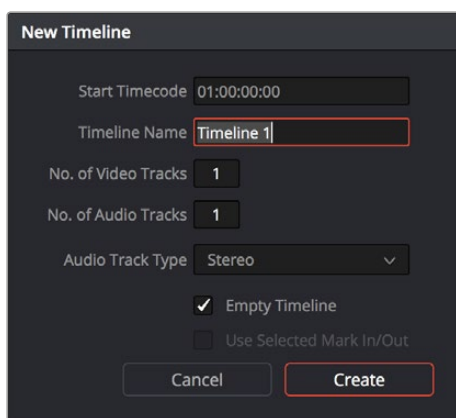 New Timeline
Start Timecode 01:00:00:00
Timeline Name Timeline 1
No. of Video Tracks 1
No. of Audio Tracks 1
Audio Track Type Stereo
Empty Timeline
Use Selected Mark In/Out
Cancel Create